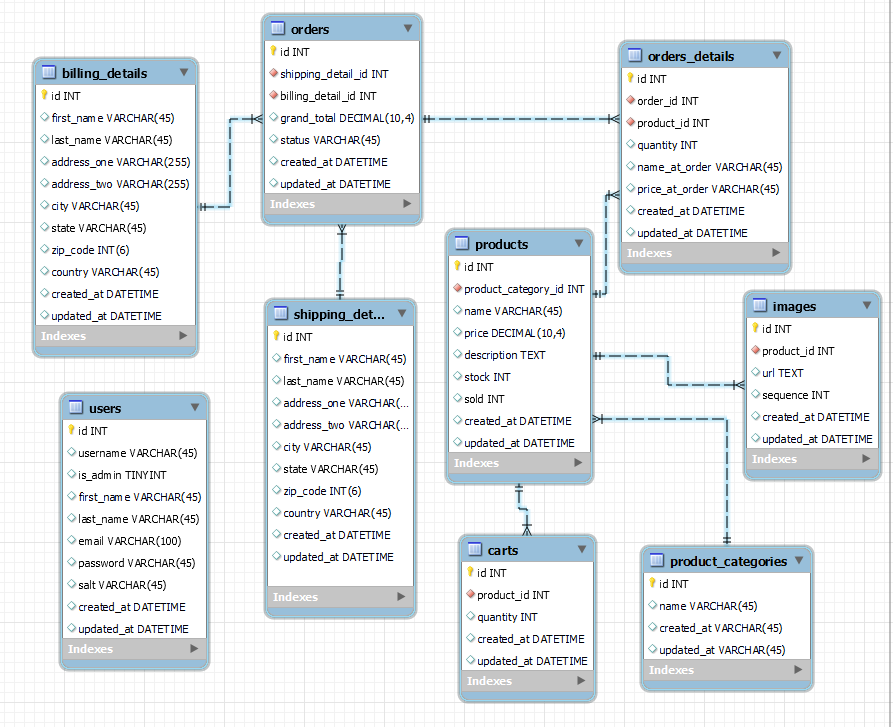 billing_details
id INT
first_name VARCHAR(45)
last_name VARCHAR(45)
address_one VARCHAR(255)
address_two VARCHAR(255)
city VARCHAR(45)
state VARCHAR(45)
zip_code INT(6)
country VARCHAR(45)
created_at DATETIME
updated_at DATETIME
Indexes
orders
id INT
shipping_detail_id INT
billing_detail_id INT
grand_total DECIMAL(10,4)
status VARCHAR(45)
created_at DATETIME
updated_at DATETIME
Indexes
orders_details
id INT
order_id INT
product_id INT
quantity INT
name_at_order VARCHAR(45)
price_at_order VARCHAR(45)
created_at DATETIME
updated_at DATETIME
Indexes
products
id INT
product_category_id INT
name VARCHAR(45)
price DECIMAL(10,4)
description TEXT
stock INT
sold INT
created_at DATETIME
updated_at DATETIME
Indexes
shipping_det...
id INT
first_name VARCHAR(45)
last_name VARCHAR(45)
address_one VARCHAR(...
address_two VARCHAR(...
city VARCHAR(45)
state VARCHAR(45)
zip_code INT(6)
country VARCHAR(45)
created_at DATETIME
updated_at DATETIME
Indexes
images
id INT
product_id INT
url TEXT
sequence INT
created_at DATETIME
updated_at DATETIME
Indexes
users
id INT
username VARCHAR(45)
is_admin TINYINT
first_name VARCHAR(45)
last_name VARCHAR(45)
email VARCHAR(100)
password VARCHAR(45)
salt VARCHAR(45)
created_at DATETIME
updated_at DATETIME
Indexes
carts
id INT
product_id INT
quantity INT
created_at DATETIME
updated_at DATETIME
Indexes
product_categories
id INT
name VARCHAR(45)
created_at VARCHAR(45)
updated_at VARCHAR(45)
Indexes